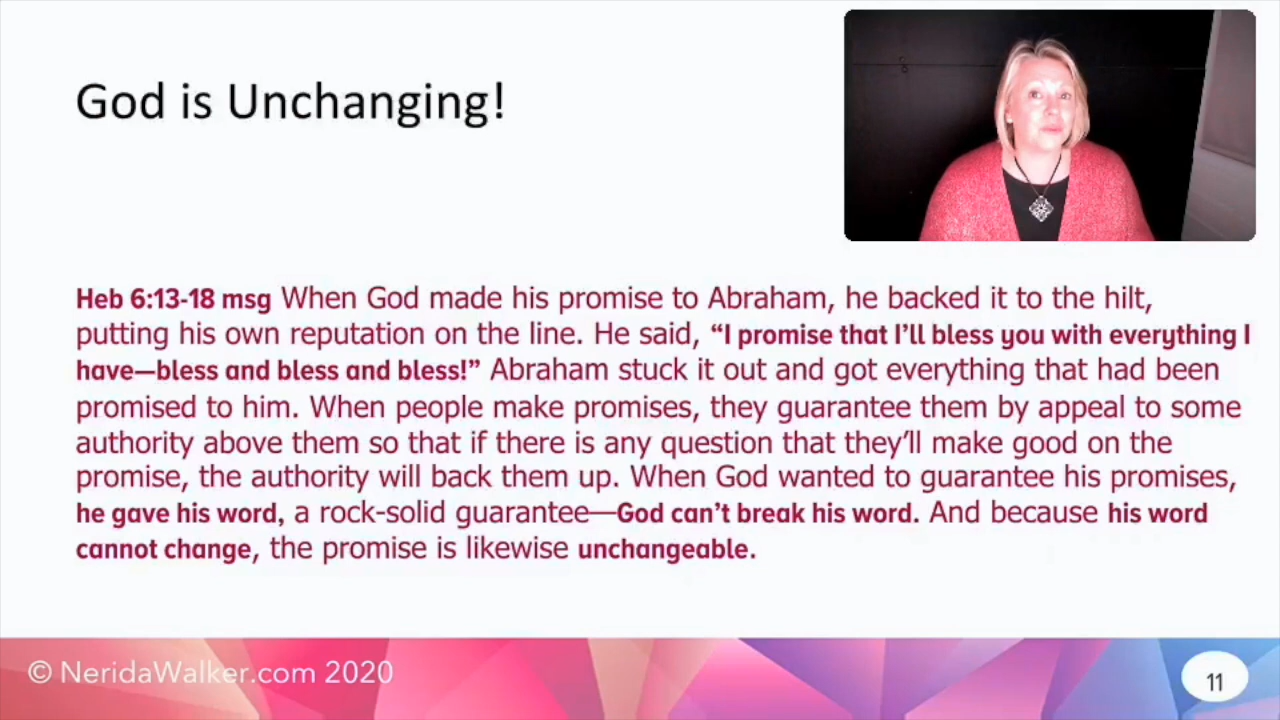 God is Unchanging!
Heb 6:13-18 msg When God made his promise to Abraham, he backed it to the hilt,
putting his own reputation on the line. He said, “I promise that I’ll bless you with everything I
have—bless and bless and bless!” Abraham stuck it out and got everything that had been
promised to him. When people make promises, they guarantee them by appeal to some
authority above them so that if there is any question that they’ll make good on the
promise, the authority will back them up. When God wanted to guarantee his promises,
he gave his word, a rock-solid guarantee—God can’t break his word. And because his word
cannot change, the promise is likewise unchangeable.
© NeridaWalker.com 2020
11